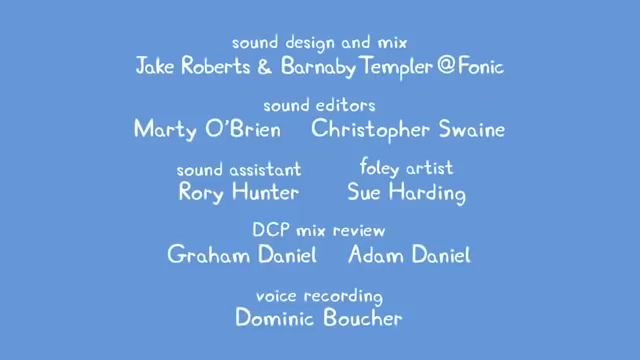 sound design and mix
Jake Roberts & Barnaby Templer @Fonic
sound editors
Marty O'Brien Christopher Swaine
sound assistant foley artist
Rory Hunter Sue Harding
DCP mix review
Graham Daniel Adam Daniel
voice recording
Dominic Boucher